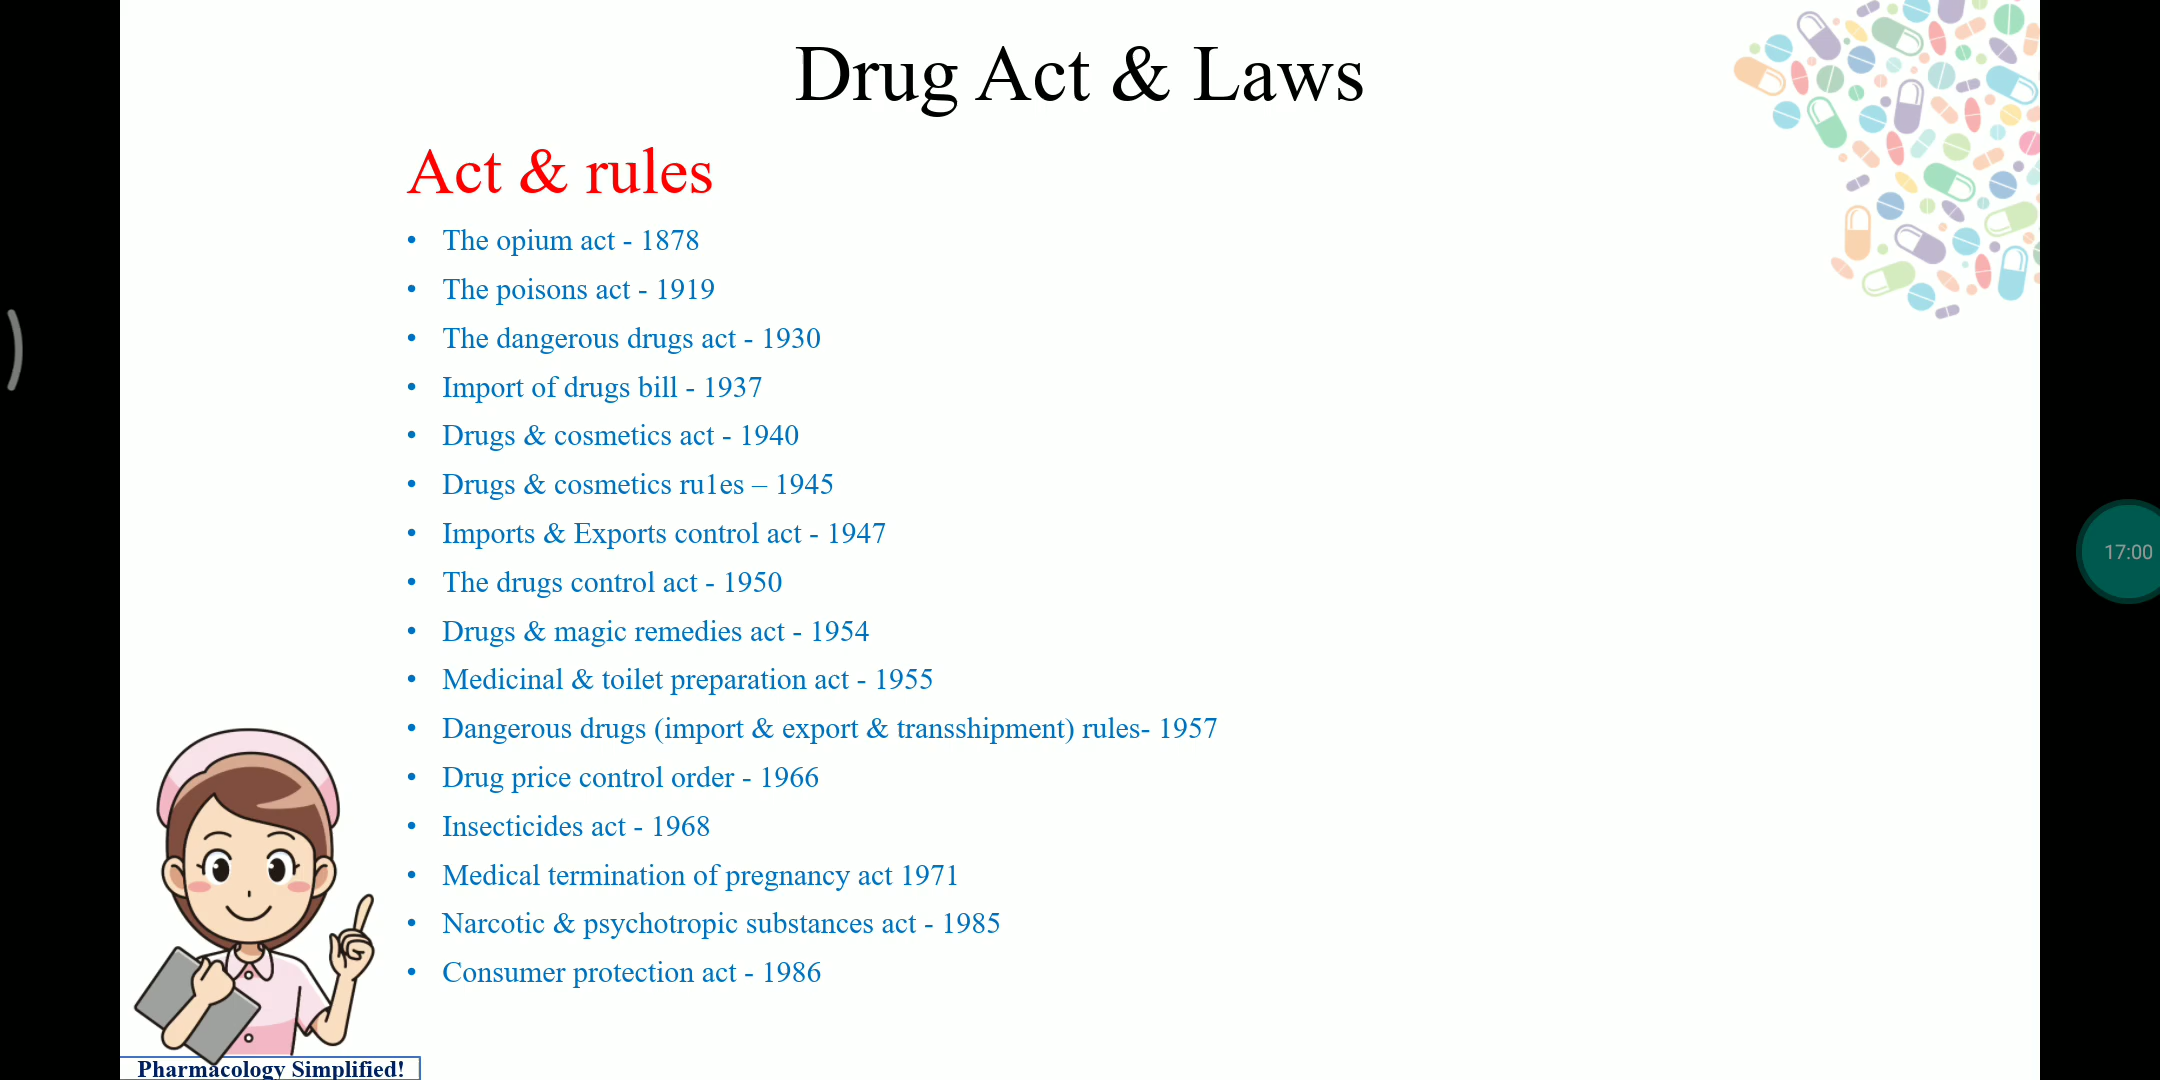 Drug Act & Laws
Act & rules
• The opium act - 1878
• The poisons act - 1919
• The dangerous drugs act - 1930
• Import of drugs bill - 1937
• Drugs & cosmetics act - 1940
• Drugs & cosmetics ru1es – 1945
• Imports & Exports control act - 1947
• The drugs control act - 1950
• Drugs & magic remedies act - 1954
• Medicinal & toilet preparation act - 1955
• Dangerous drugs (import & export & transshipment) rules- 1957
• Drug price control order - 1966
• Insecticides act - 1968
• Medical termination of pregnancy act 1971
• Narcotic & psychotropic substances act - 1985
• Consumer protection act - 1986
Pharmacology Simplified!
17:00